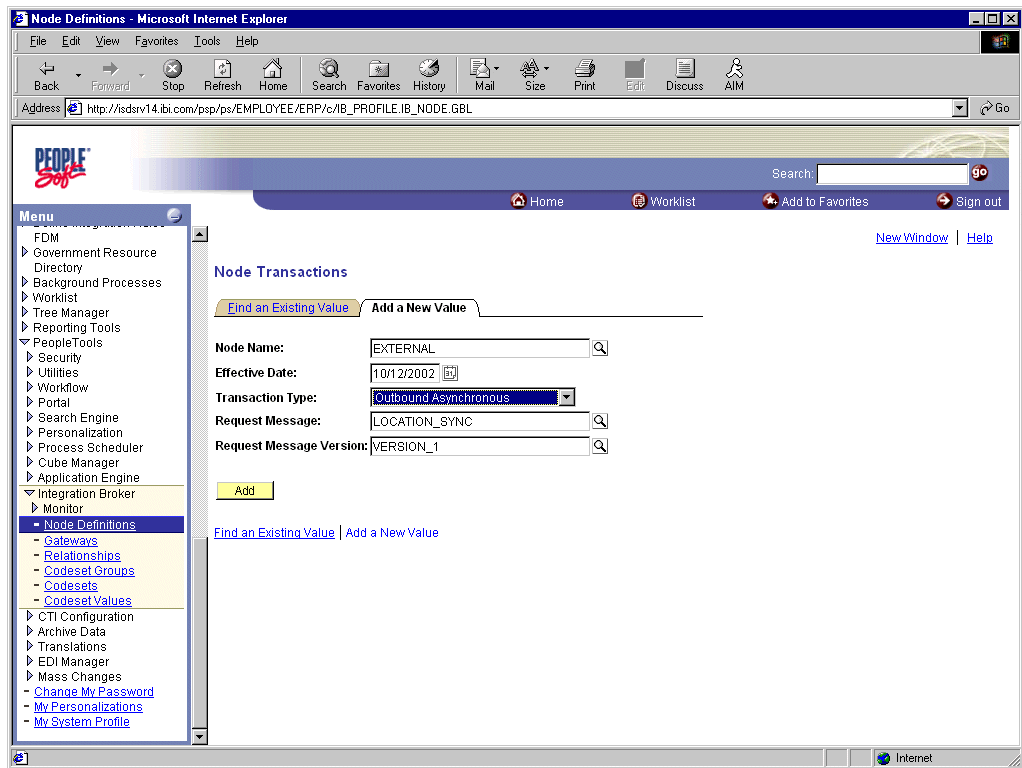 Node Definitions - Microsoft Internet Explorer
File Edit View Favorites Tools Help
Back Forward Stop Refresh Home Search Favorites History Mail Size Print Edit Discuss AIM
Address http://isdsrv14.ibi.com/psp/ps/EMPLOYEE/ERP/c/IB_PROFILE.IB_NODE.GBL Go
PEOPLE
Soft
Search: go
Home Worklist Add to Favorites Sign out
Menu
FDM
Government Resource
Directory
Background Processes
Worklist
Tree Manager
Reporting Tools
PeopleTools
Security
Utilities
Workflow
Portal
Search Engine
Personalization
Process Scheduler
Cube Manager
Application Engine
Integration Broker
Monitor
Node Definitions
Gateways
Relationships
Codeset Groups
Codesets
Codeset Values
CTI Configuration
Archive Data
Translations
EDI Manager
Mass Changes
Change My Password
My Personalizations
My System Profile
New Window | Help
Node Transactions
Find an Existing Value Add a New Value
Node Name: EXTERNAL
Effective Date: 10/12/2002 31
Transaction Type: Outbound Asynchronous
Request Message: LOCATION_SYNC
Request Message Version: VERSION_1
Add
Find an Existing Value | Add a New Value
Internet